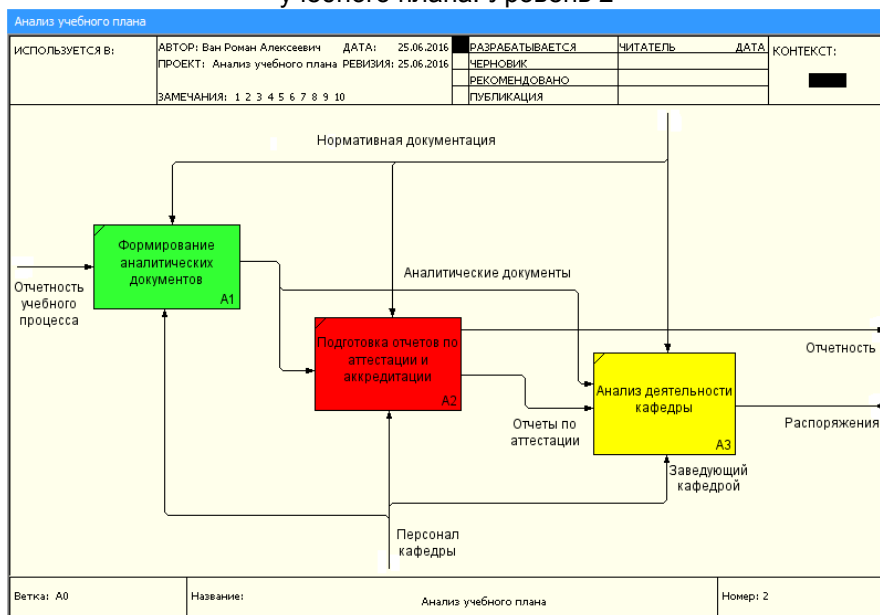 учебного плана. Уровень 2
Анализ учебного плана
ИСПОЛЬЗУЕТСЯ В:
АВТОР: Ван Роман Алексеевич ДАТА: 25.06.2016
ПРОЕКТ: Анализ учебного плана РЕВИЗИЯ: 25.06.2016
ЗАМЕЧАНИЯ: 1 2 3 4 5 6 7 8 9 10
РАЗРАБАТЫВАЕТСЯ
ЧЕРНОВИК
РЕКОМЕНДОВАНО
ПУБЛИКАЦИЯ
ЧИТАТЕЛЬ ДАТА
КОНТЕКСТ:
Нормативная документация
Формирование
аналитических
документов
A1
Отчетность
учебного
процесса
Аналитические документы
Подготовка отчетов по
аттестации и
аккредитации
A2
Отчетность
Анализ деятельности
кафедры
A3
Отчеты по
аттестации
Распоряжения
Заведующий
кафедрой
Персонал
кафедры
Ветка: A0
Название:
Анализ учебного плана
Номер: 2